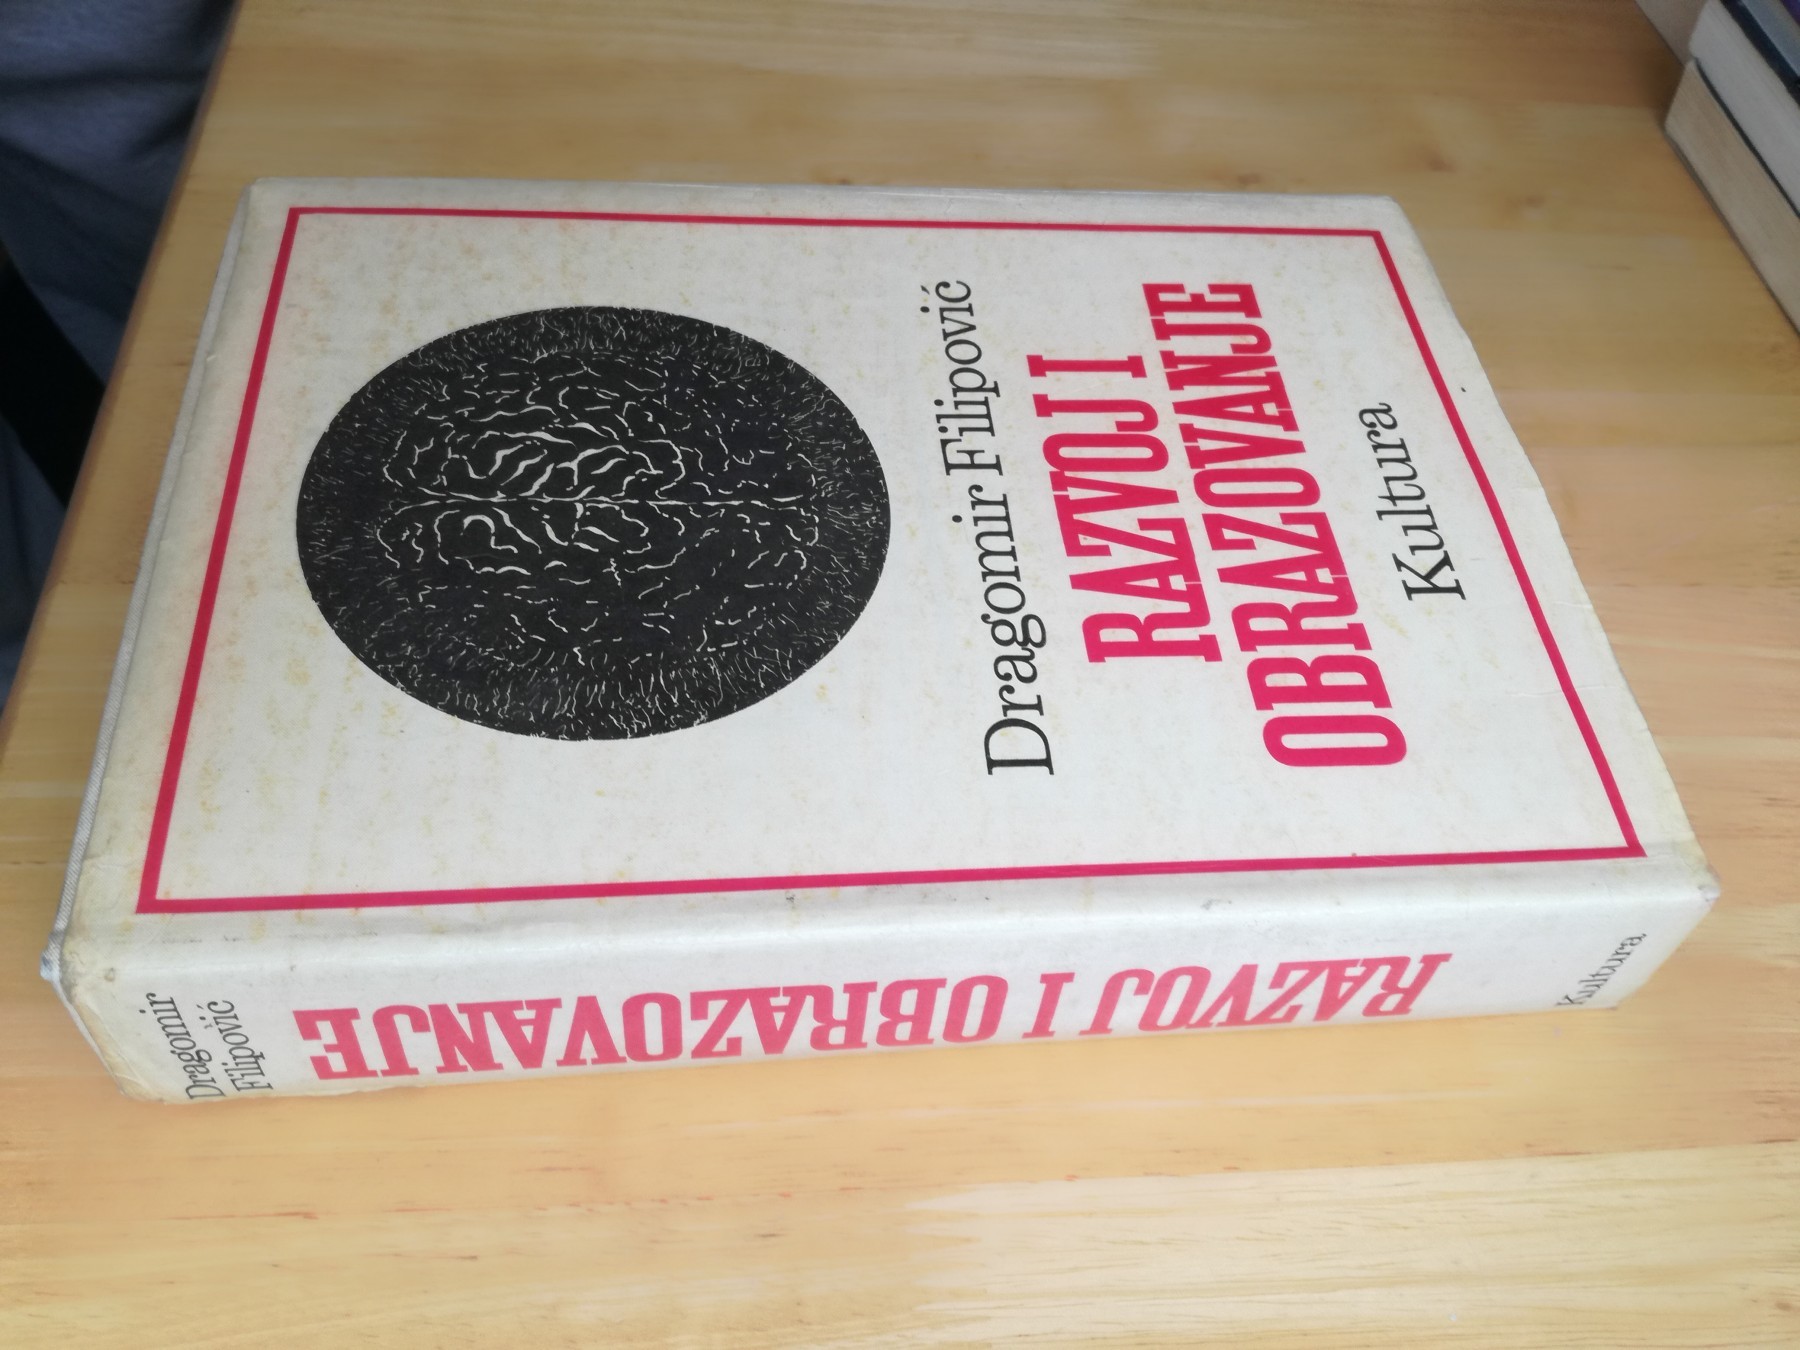 Dragomir Filipović
RAZVOJ I
OBRAZOVANJE
Kultura
Dragomir
Filipović
RAZVOJ I OBRAZOVANJE
Kultura